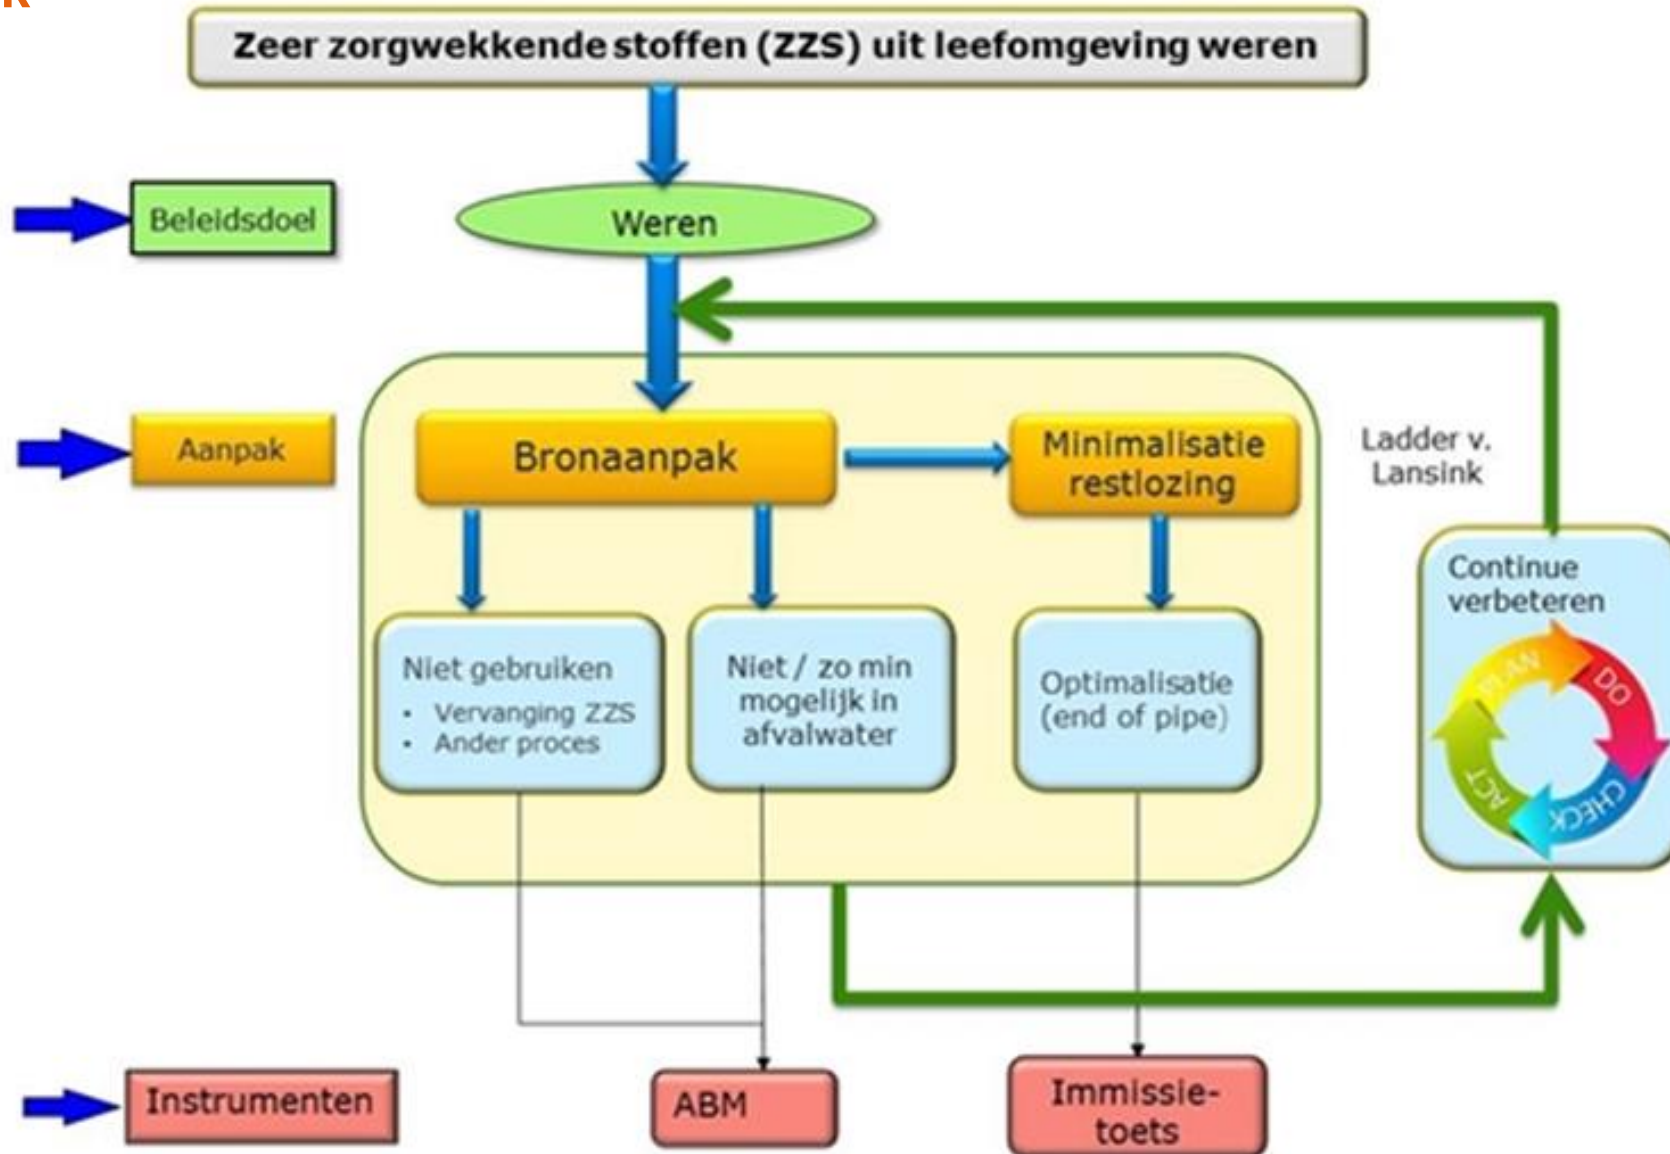 Zeer zorgwekkende stoffen (ZZS) uit leefomgeving weren
Beleidsdoel
Weren
Aanpak
Bronaanpak
Minimalisatie
restlozing
Ladder v.
Lansink
Niet gebruiken
• Vervanging ZZS
• Ander proces
Niet / zo min
mogelijk in
afvalwater
Optimalisatie
(end of pipe)
Continue
verbeteren
PLAN
DO
CHECK
ACT
Instrumenten
ABM
Immissie-
toets